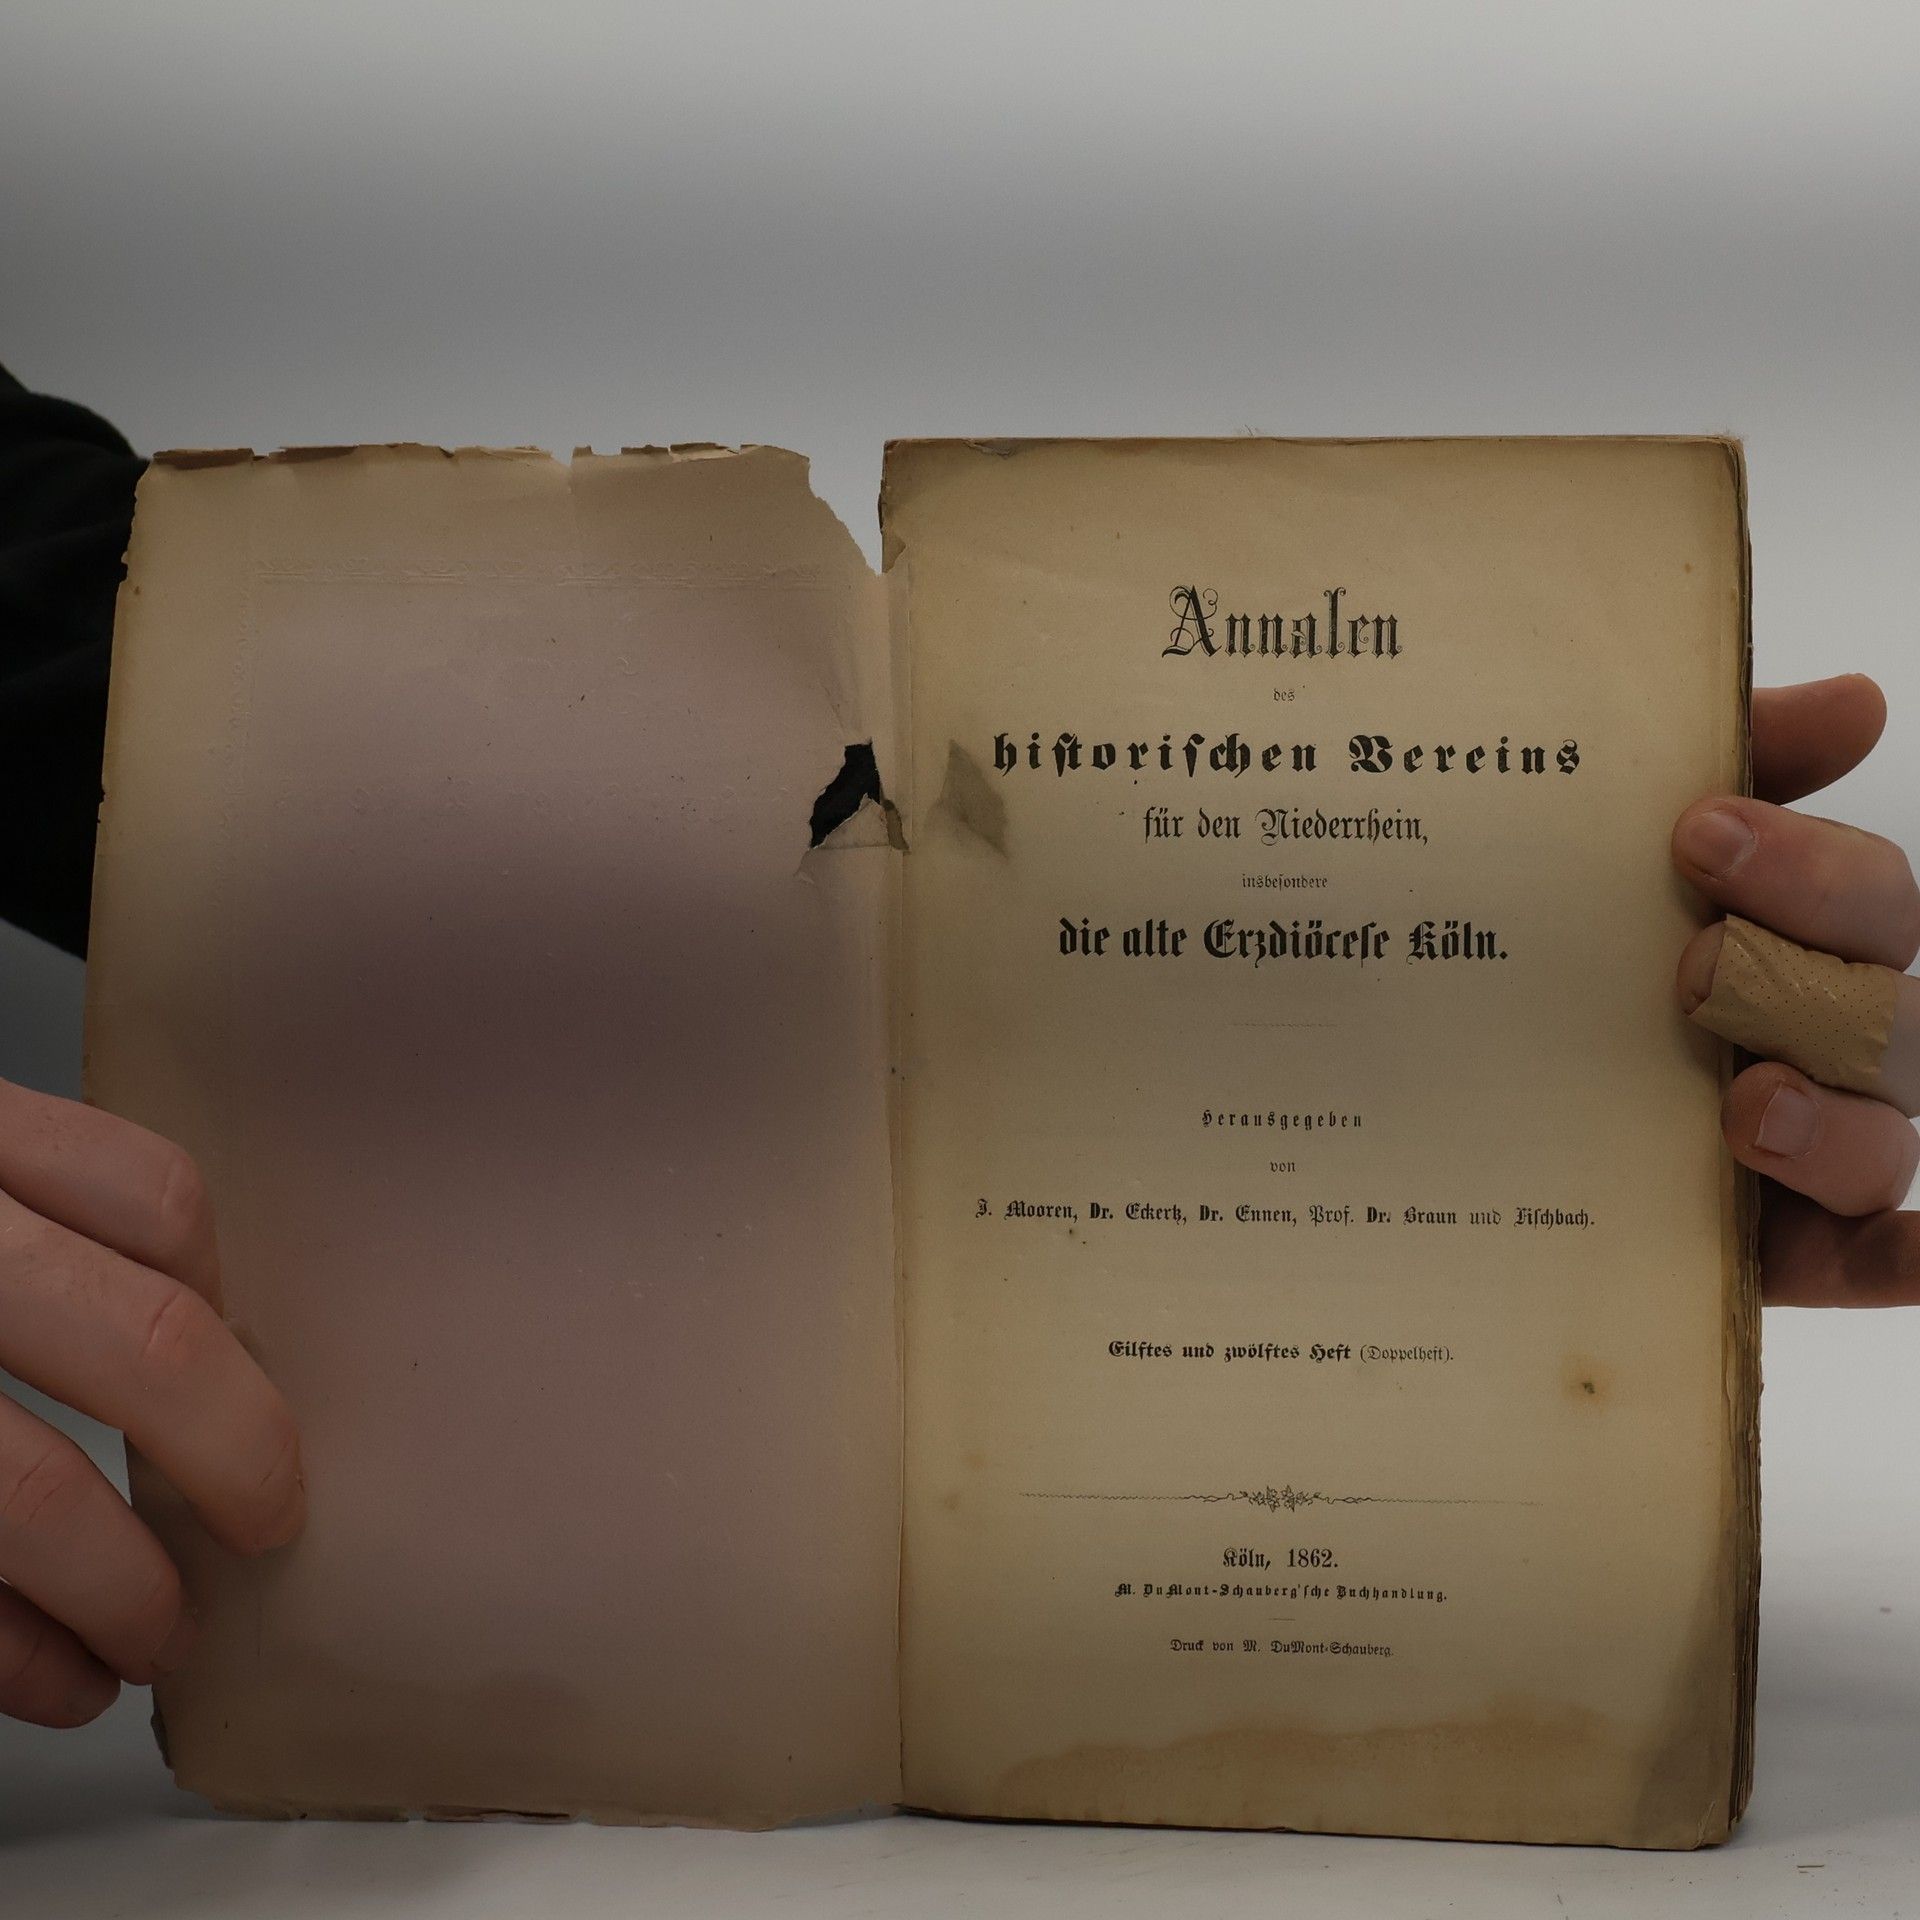 Annalen
des
historischen Vereins
für den Niederrhein,
insbesondere
die alte Erzdiöcese Köln.
Herausgegeben
von
J. Mooren, Dr. Eckertz, Dr. Ennen, Prof. Dr. Braun und Fischbach.
Eilftes und zwölftes Heft (Doppelheft).
Köln, 1862.
M. DuMont-Schauberg'sche Buchhandlung.
Druck von M. DuMont-Schauberg.